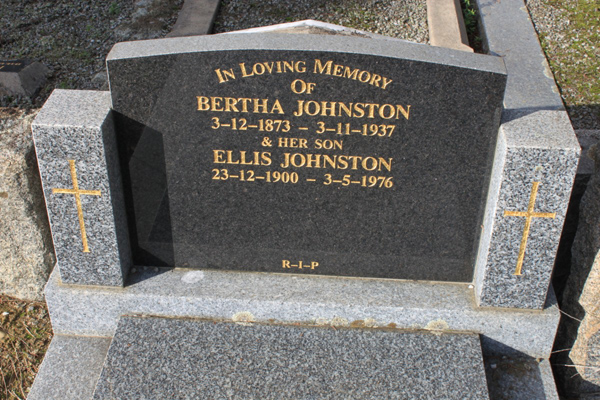 IN LOVING MEMORY
OF
BERTHA JOHNSTON
3–12–1873 – 3–11–1937
& HER SON
ELLIS JOHNSTON
23–12–1900 – 3–5–1976
R–I–P